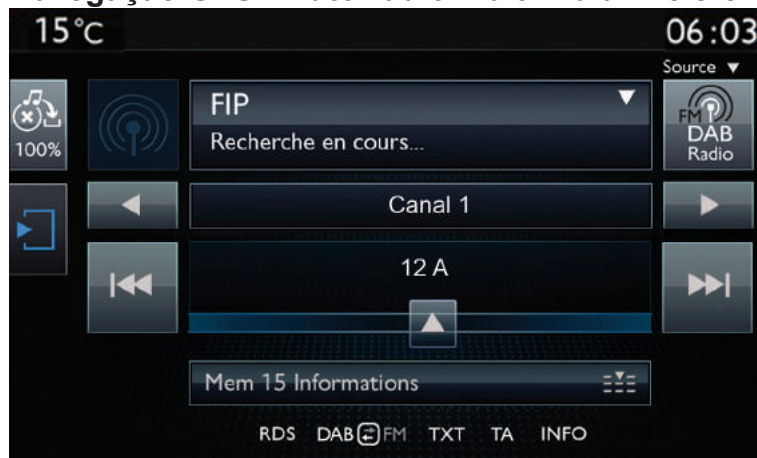 15°C 06:03
Source ▼
FIP ▼
Recherche en cours...
100%
FM
DAB
Radio
Canal 1
12 A
Mem 15 Informations
RDS DAB FM TXT TA INFO